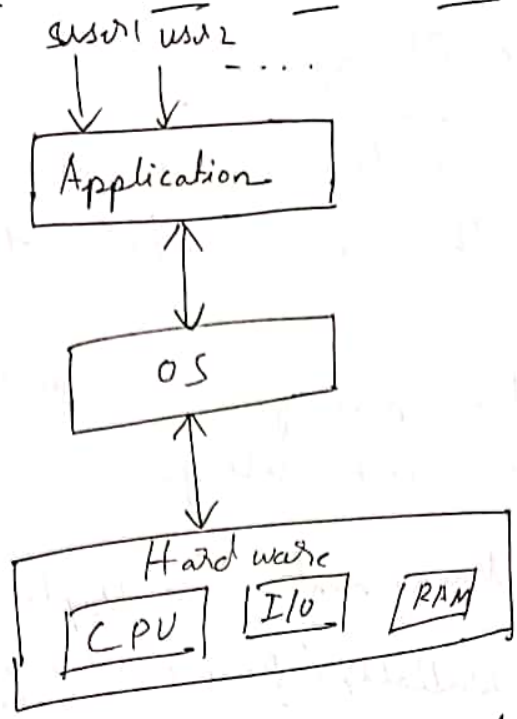 user1 user2
- . . . .
Application
OS
Hardware
CPU I/O RAM